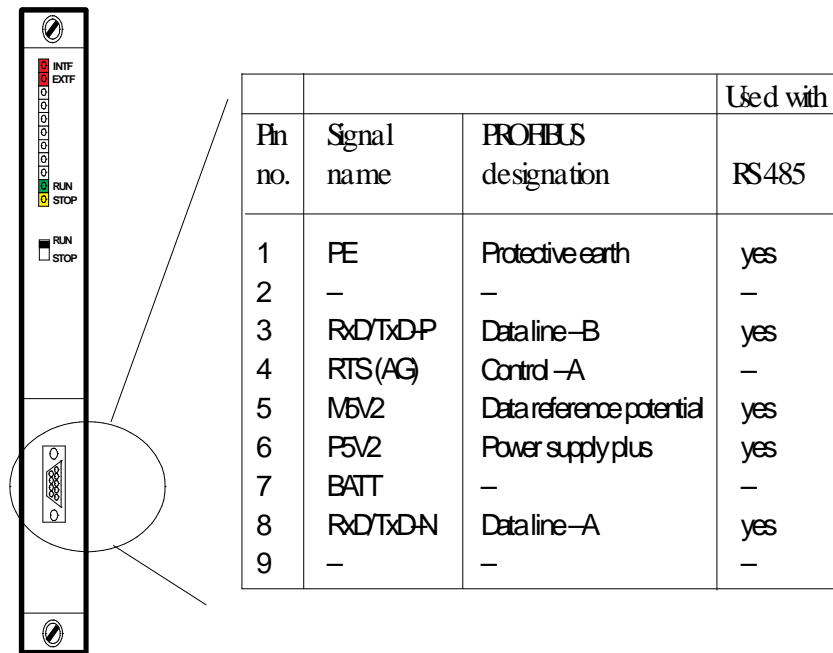 INTF
EXTF
RUN
STOP
RUN
STOP
Used with
Pin Signal PROFIBUS
no. name designation RS485
1 PE Protective earth yes
2 – – –
3 RxD/TxD-P Data line –B yes
4 RTS (AG) Control –A –
5 M5V2 Data reference potential yes
6 P5V2 Power supply plus yes
7 BATT – –
8 RxD/TxD-N Data line –A yes
9 – – –